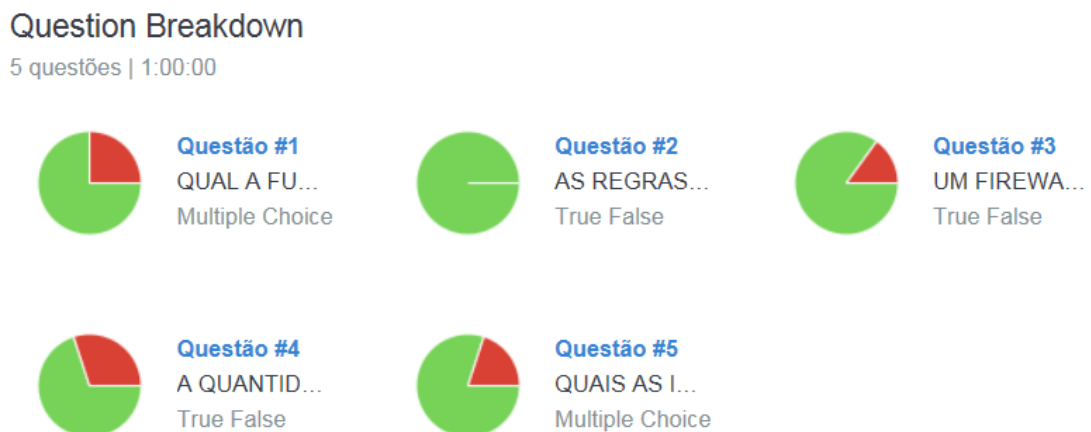 Question Breakdown
5 questões | 1:00:00
Questão #1
QUAL A FU...
Multiple Choice
Questão #2
AS REGRAS...
True False
Questão #3
UM FIREWA...
True False
Questão #4
A QUANTID...
True False
Questão #5
QUAIS AS I...
Multiple Choice